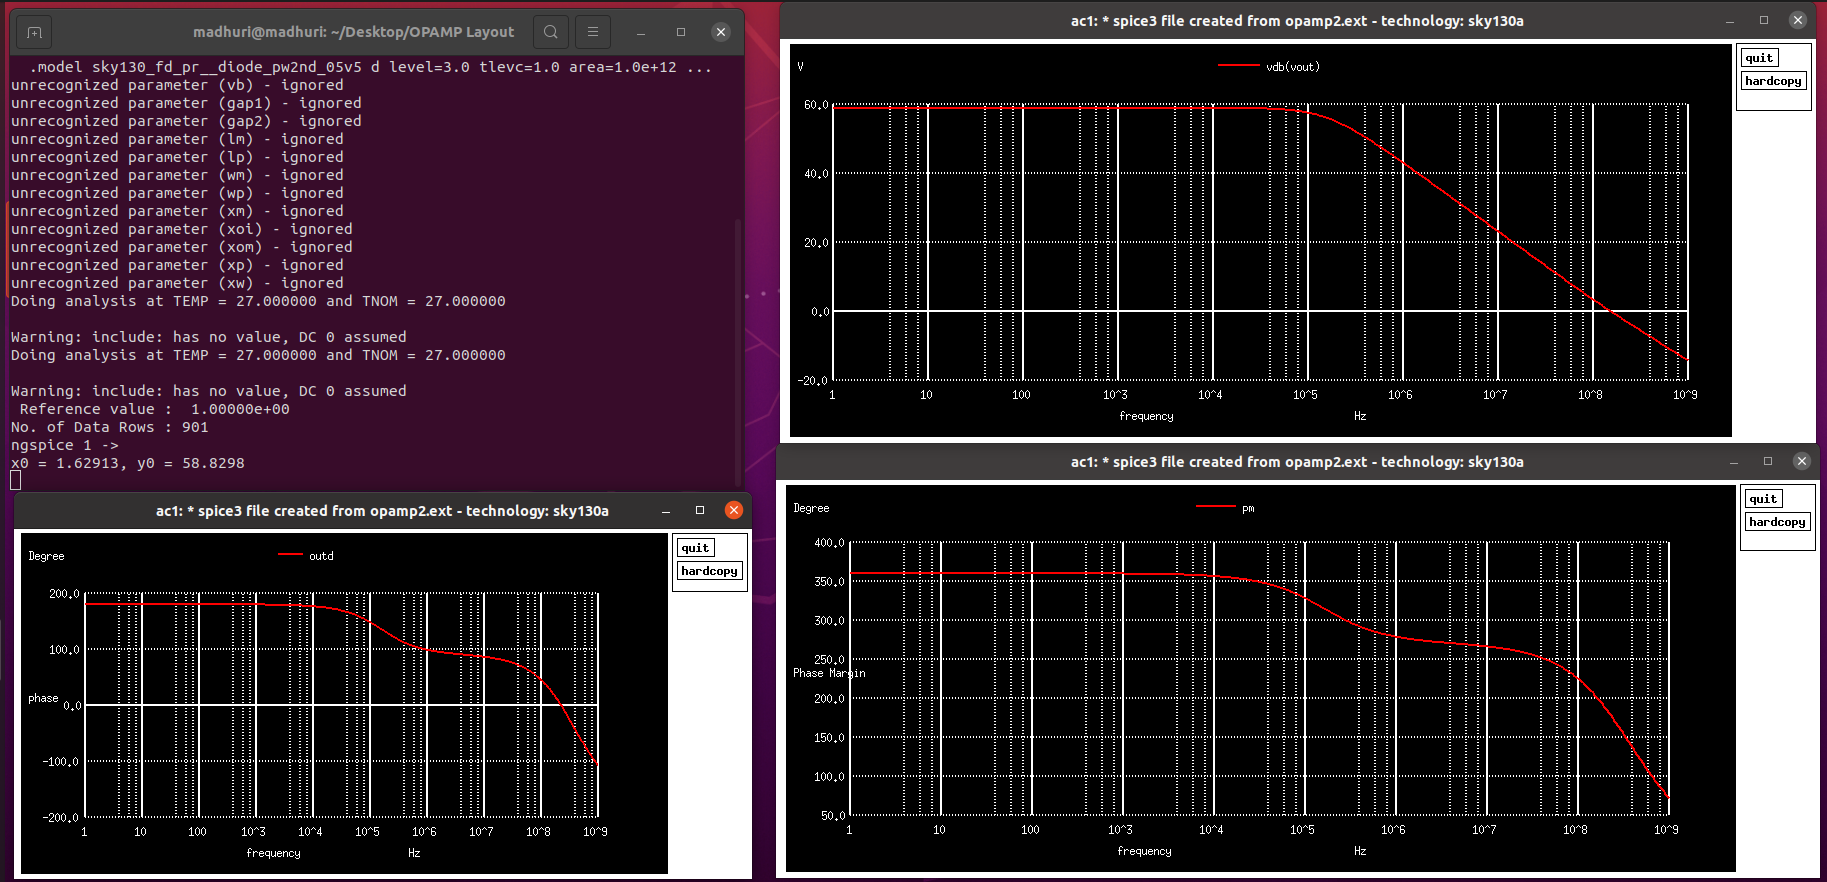 madhuri@madhuri: ~/Desktop/OPAMP Layout
.model sky130_fd_pr__diode_pw2nd_05v5 d level=3.0 tlevc=1.0 area=1.0e+12 ...
unrecognized parameter (vb) - ignored
unrecognized parameter (gap1) - ignored
unrecognized parameter (gap2) - ignored
unrecognized parameter (lm) - ignored
unrecognized parameter (lp) - ignored
unrecognized parameter (wm) - ignored
unrecognized parameter (wp) - ignored
unrecognized parameter (xm) - ignored
unrecognized parameter (xoi) - ignored
unrecognized parameter (xom) - ignored
unrecognized parameter (xp) - ignored
unrecognized parameter (xw) - ignored
Doing analysis at TEMP = 27.000000 and TNOM = 27.000000
Warning: include: has no value, DC 0 assumed
Doing analysis at TEMP = 27.000000 and TNOM = 27.000000
Warning: include: has no value, DC 0 assumed
Reference value :  1.00000e+00
No. of Data Rows : 901
ngspice 1 ->
x0 = 1.62913, y0 = 58.8298
ac1: * spice3 file created from opamp2.ext - technology: sky130a
quit
hardcopy
V
vdb(vout)
60.0
40.0
20.0
0.0
-20.0
1 10 100 10^3 10^4 10^5 10^6 10^7 10^8 10^9
frequency Hz
ac1: * spice3 file created from opamp2.ext - technology: sky130a
quit
hardcopy
Degree
outd
200.0
100.0
phase
0.0
-100.0
-200.0
1 10 100 10^3 10^4 10^5 10^6 10^7 10^8 10^9
frequency Hz
ac1: * spice3 file created from opamp2.ext - technology: sky130a
quit
hardcopy
Degree
pm
400.0
350.0
300.0
250.0
Phase Margin
200.0
150.0
100.0
50.0
1 10 100 10^3 10^4 10^5 10^6 10^7 10^8 10^9
frequency Hz